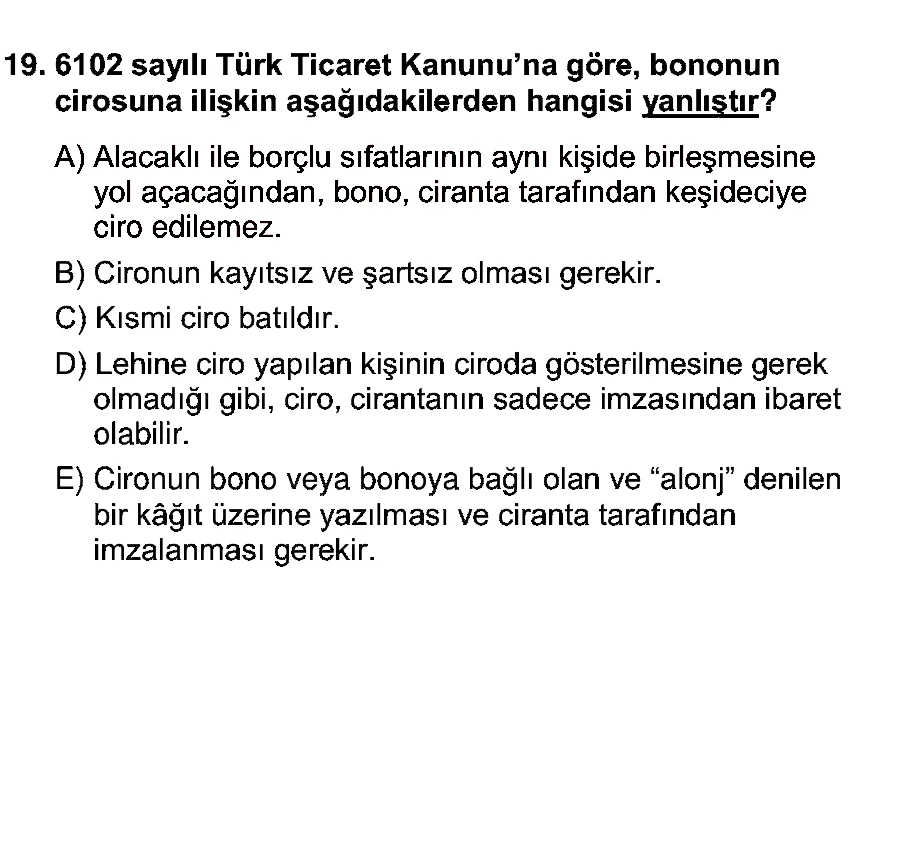 19. 6102 sayılı Türk Ticaret Kanunu’na göre, bononun
cirosuna ilişkin aşağıdakilerden hangisi yanlıştır?
A) Alacaklı ile borçlu sıfatlarının aynı kişide birleşmesine
yol açacağından, bono, ciranta tarafından keşideciye
ciro edilemez.
B) Cironun kayıtsız ve şartsız olması gerekir.
C) Kısmi ciro batıldır.
D) Lehine ciro yapılan kişinin ciroda gösterilmesine gerek
olmadığı gibi, ciro, cirantanın sadece imzasından ibaret
olabilir.
E) Cironun bono veya bonoya bağlı olan ve “alonj” denilen
bir kâğıt üzerine yazılması ve ciranta tarafından
imzalanması gerekir.